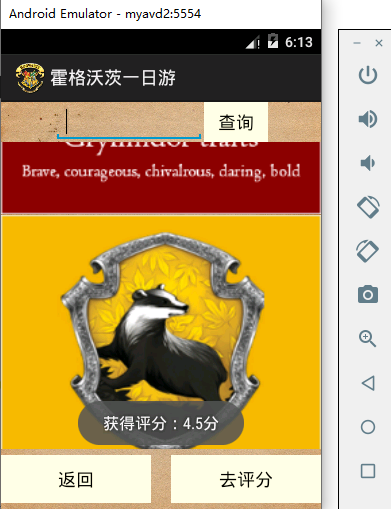 Android Emulator - myavd2:5554
6:13
霍格沃茨一日游
查询
Gryffindor traits
Brave, courageous, chivalrous, daring, bold
获得评分：4.5分
返回
去评分